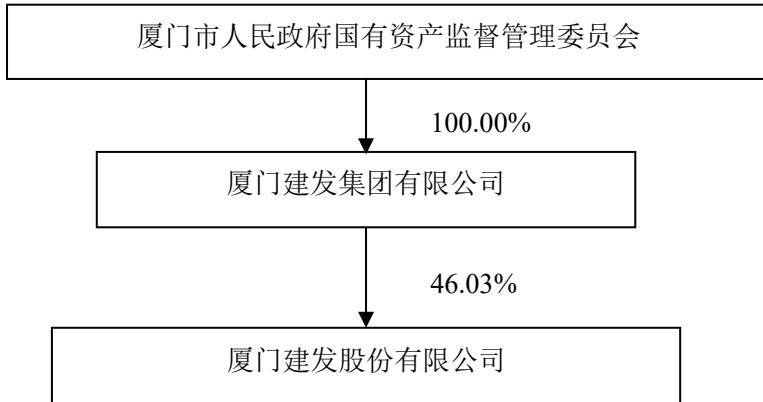 厦门市人民政府国有资产监督管理委员会
100.00%
厦门建发集团有限公司
46.03%
厦门建发股份有限公司